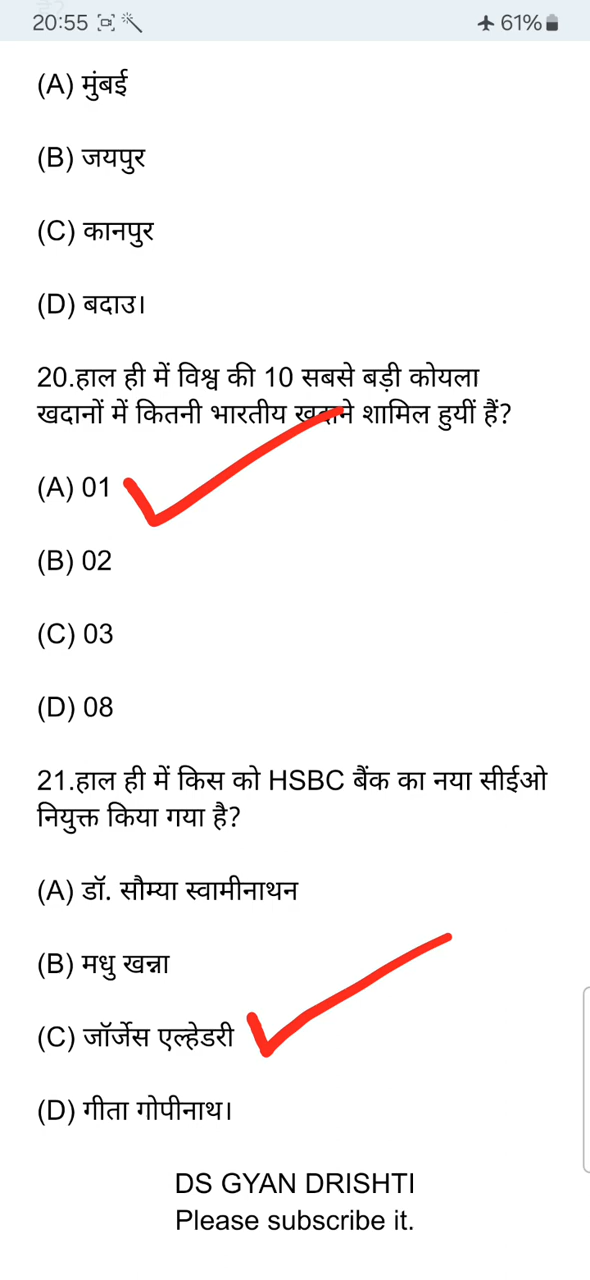 20:55
61%
(A) मुंबई
(B) जयपुर
(C) कानपुर
(D) बदाउ।
20.हाल ही में विश्व की 10 सबसे बड़ी कोयला
खदानों में कितनी भारतीय खदाने शामिल हुयीं हैं?
(A) 01
(B) 02
(C) 03
(D) 08
21.हाल ही में किस को HSBC बैंक का नया सीईओ
नियुक्त किया गया है?
(A) डॉ. सौम्या स्वामीनाथन
(B) मधु खन्ना
(C) जॉर्जेस एल्हेडरी
(D) गीता गोपीनाथ।
DS GYAN DRISHTI
Please subscribe it.